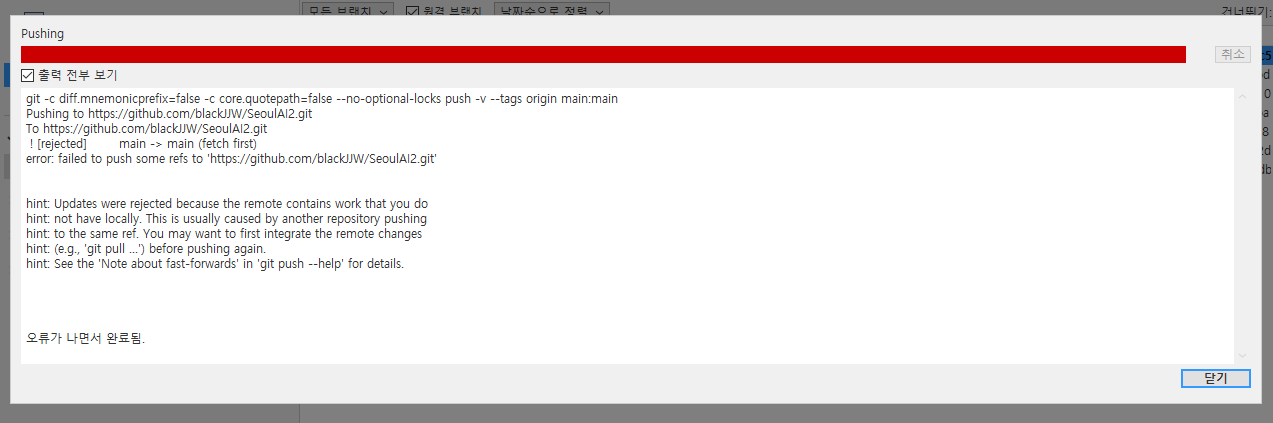 모든 브랜치
원격 브랜치
날짜순으로 정렬
건너뛰기:
Pushing
취소
출력 전부 보기
git -c diff.mnemonicprefix=false -c core.quotepath=false --no-optional-locks push -v --tags origin main:main
Pushing to https://github.com/blackJJW/SeoulAI2.git
To https://github.com/blackJJW/SeoulAI2.git
! [rejected] main -> main (fetch first)
error: failed to push some refs to 'https://github.com/blackJJW/SeoulAI2.git'
hint: Updates were rejected because the remote contains work that you do
hint: not have locally. This is usually caused by another repository pushing
hint: to the same ref. You may want to first integrate the remote changes
hint: (e.g., 'git pull ...') before pushing again.
hint: See the 'Note about fast-forwards' in 'git push --help' for details.
오류가 나면서 완료됨.
닫기